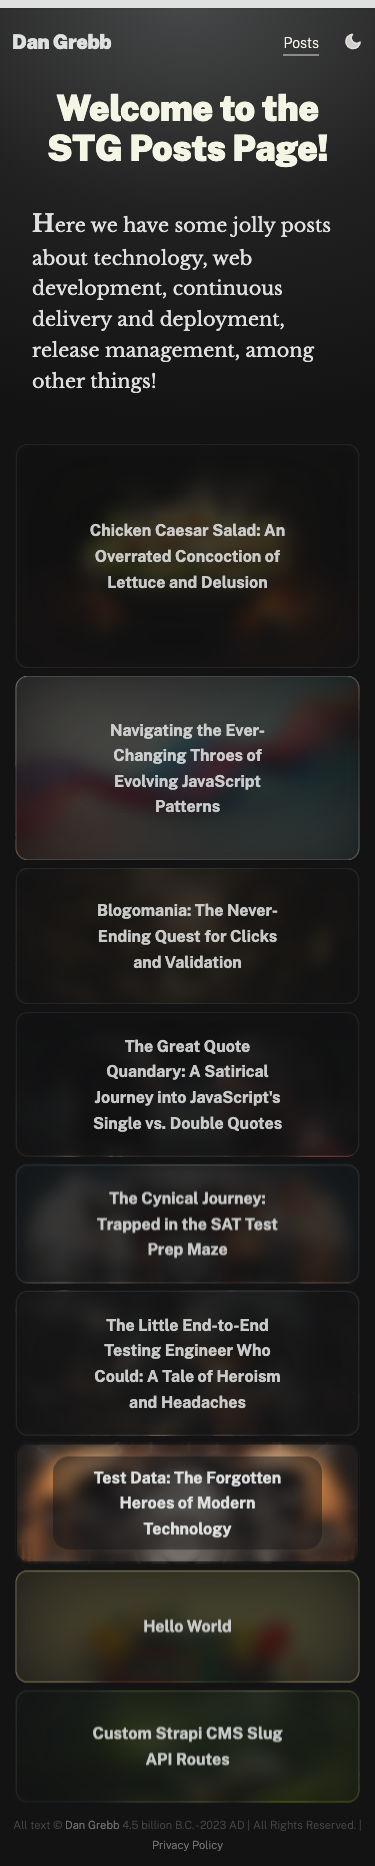 Dan Grebb
Posts
Welcome to the
STG Posts Page!
Here we have some jolly posts
about technology, web
development, continuous
delivery and deployment,
release management, among
other things!
Chicken Caesar Salad: An
Overrated Concoction of
Lettuce and Delusion
Navigating the Ever-
Changing Throes of
Evolving JavaScript
Patterns
Blogomania: The Never-
Ending Quest for Clicks
and Validation
The Great Quote
Quandary: A Satirical
Journey into JavaScript's
Single vs. Double Quotes
The Cynical Journey:
Trapped in the SAT Test
Prep Maze
The Little End-to-End
Testing Engineer Who
Could: A Tale of Heroism
and Headaches
Test Data: The Forgotten
Heroes of Modern
Technology
Hello World
Custom Strapi CMS Slug
API Routes
All text © Dan Grebb 4.5 billion B.C. - 2023 AD | All Rights Reserved. |
Privacy Policy